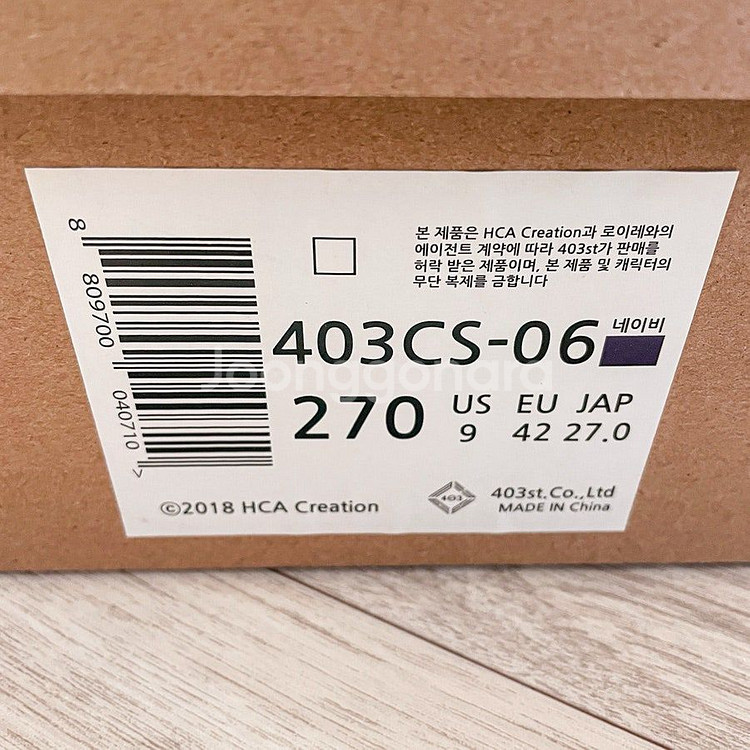 본 제품은 HCA Creation과 로이레와의
에이전트 계약에 따라 403st가 판매를
허락 받은 제품이며, 본 제품 및 캐릭터의
무단 복제를 금합니다
8 809700 040710 >
403CS-06
네이비
Joonggonara
270
US EU JAP
9 42 27.0
©2018 HCA Creation
403
403st.Co.,Ltd
MADE IN China